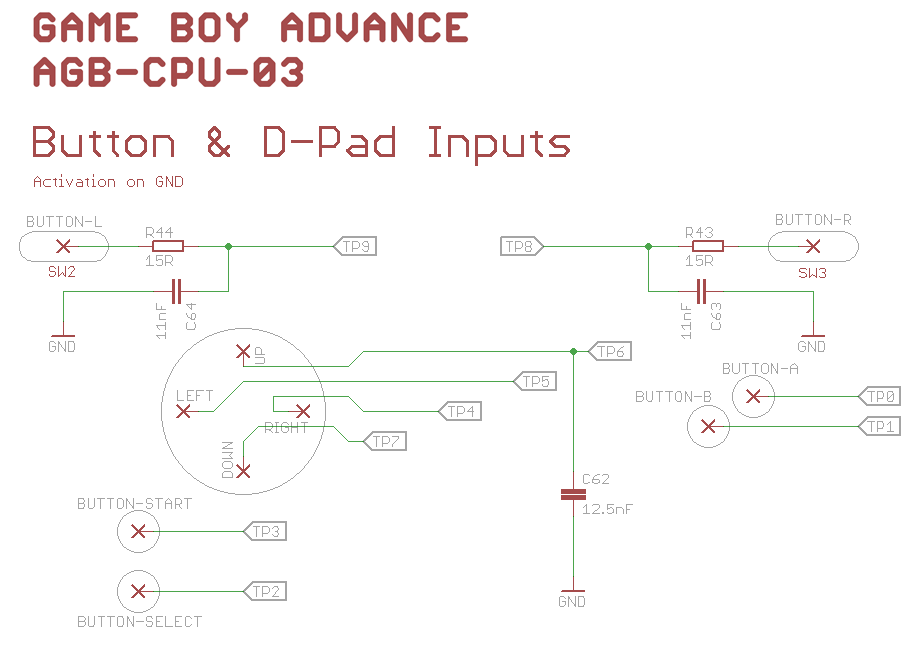 GAME BOY ADVANCE
AGB-CPU-03
Button & D-Pad Inputs
Activation on GND
BUTTON-L
BUTTON-R
R44
R43
TP9
TP8
SW2
15R
15R
SW3
11nF
C64
11nF
C63
GND
GND
UP
TP6
BUTTON-A
TP5
LEFT
BUTTON-B
TP0
TP4
RIGHT
TP1
TP7
DOWN
C62
BUTTON-START
12.5nF
TP3
TP2
GND
BUTTON-SELECT